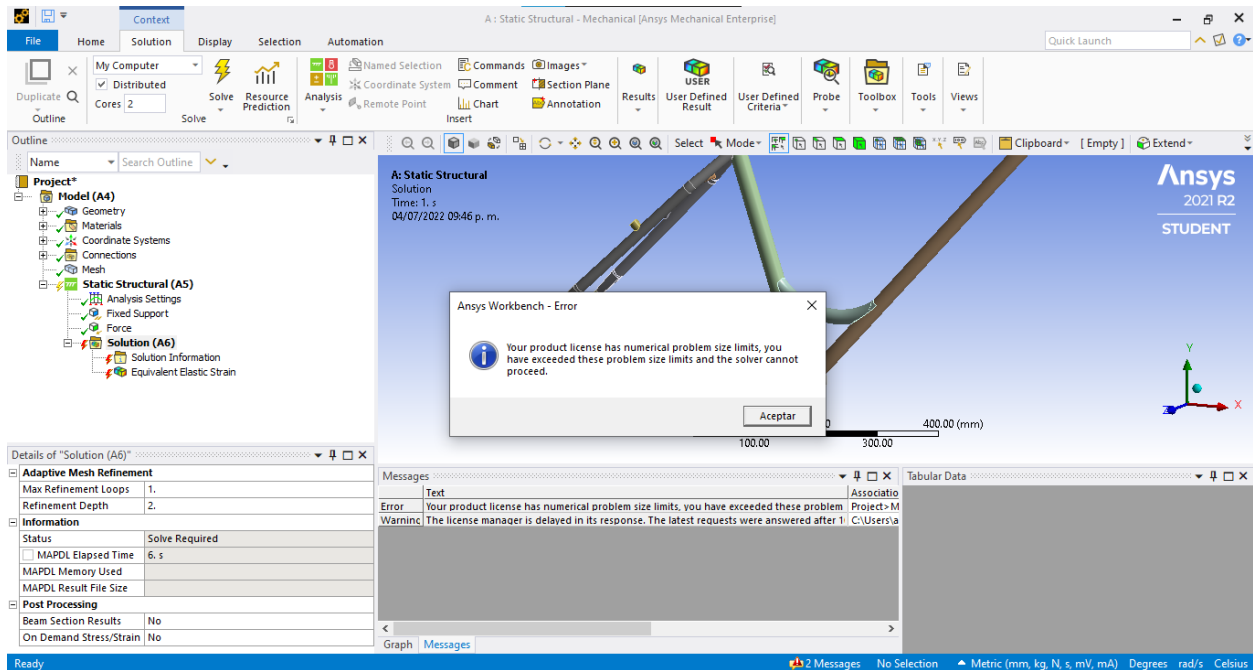 Context
A : Static Structural - Mechanical [Ansys Mechanical Enterprise]
File Home Solution Display Selection Automation Quick Launch
Duplicate
Outline
My Computer
Distributed
Cores 2
Solve
Resource Prediction
Solve
Analysis
Named Selection
Coordinate System
Remote Point
Commands
Comment
Chart
Images
Section Plane
Annotation
Insert
Results
USER
User Defined Result
User Defined Criteria
Probe
Toolbox
Tools
Views
Outline
Select Mode Clipboard [ Empty ] Extend
Name Search Outline
Project*
Model (A4)
Geometry
Materials
Coordinate Systems
Connections
Mesh
Static Structural (A5)
Analysis Settings
Fixed Support
Force
Solution (A6)
Solution Information
Equivalent Elastic Strain
A: Static Structural
Solution
Time: 1. s
04/07/2022 09:46 p. m.
Ansys
2021 R2
STUDENT
Ansys Workbench - Error
Your product license has numerical problem size limits, you
have exceeded these problem size limits and the solver cannot
proceed.
Aceptar
Y
X
Z
400.00 (mm)
100.00 300.00
Details of "Solution (A6)"
Adaptive Mesh Refinement
Max Refinement Loops 1.
Refinement Depth 2.
Information
Status Solve Required
MAPDL Elapsed Time 6. s
MAPDL Memory Used
MAPDL Result File Size
Post Processing
Beam Section Results No
On Demand Stress/Strain No
Messages
Text Associatio
Error Your product license has numerical problem size limits, you have exceeded these problem Project>M
Warning The license manager is delayed in its response. The latest requests were answered after 1 C:\Users\a
Graph Messages
Tabular Data
Ready 2 Messages No Selection Metric (mm, kg, N, s, mV, mA) Degrees rad/s Celsius